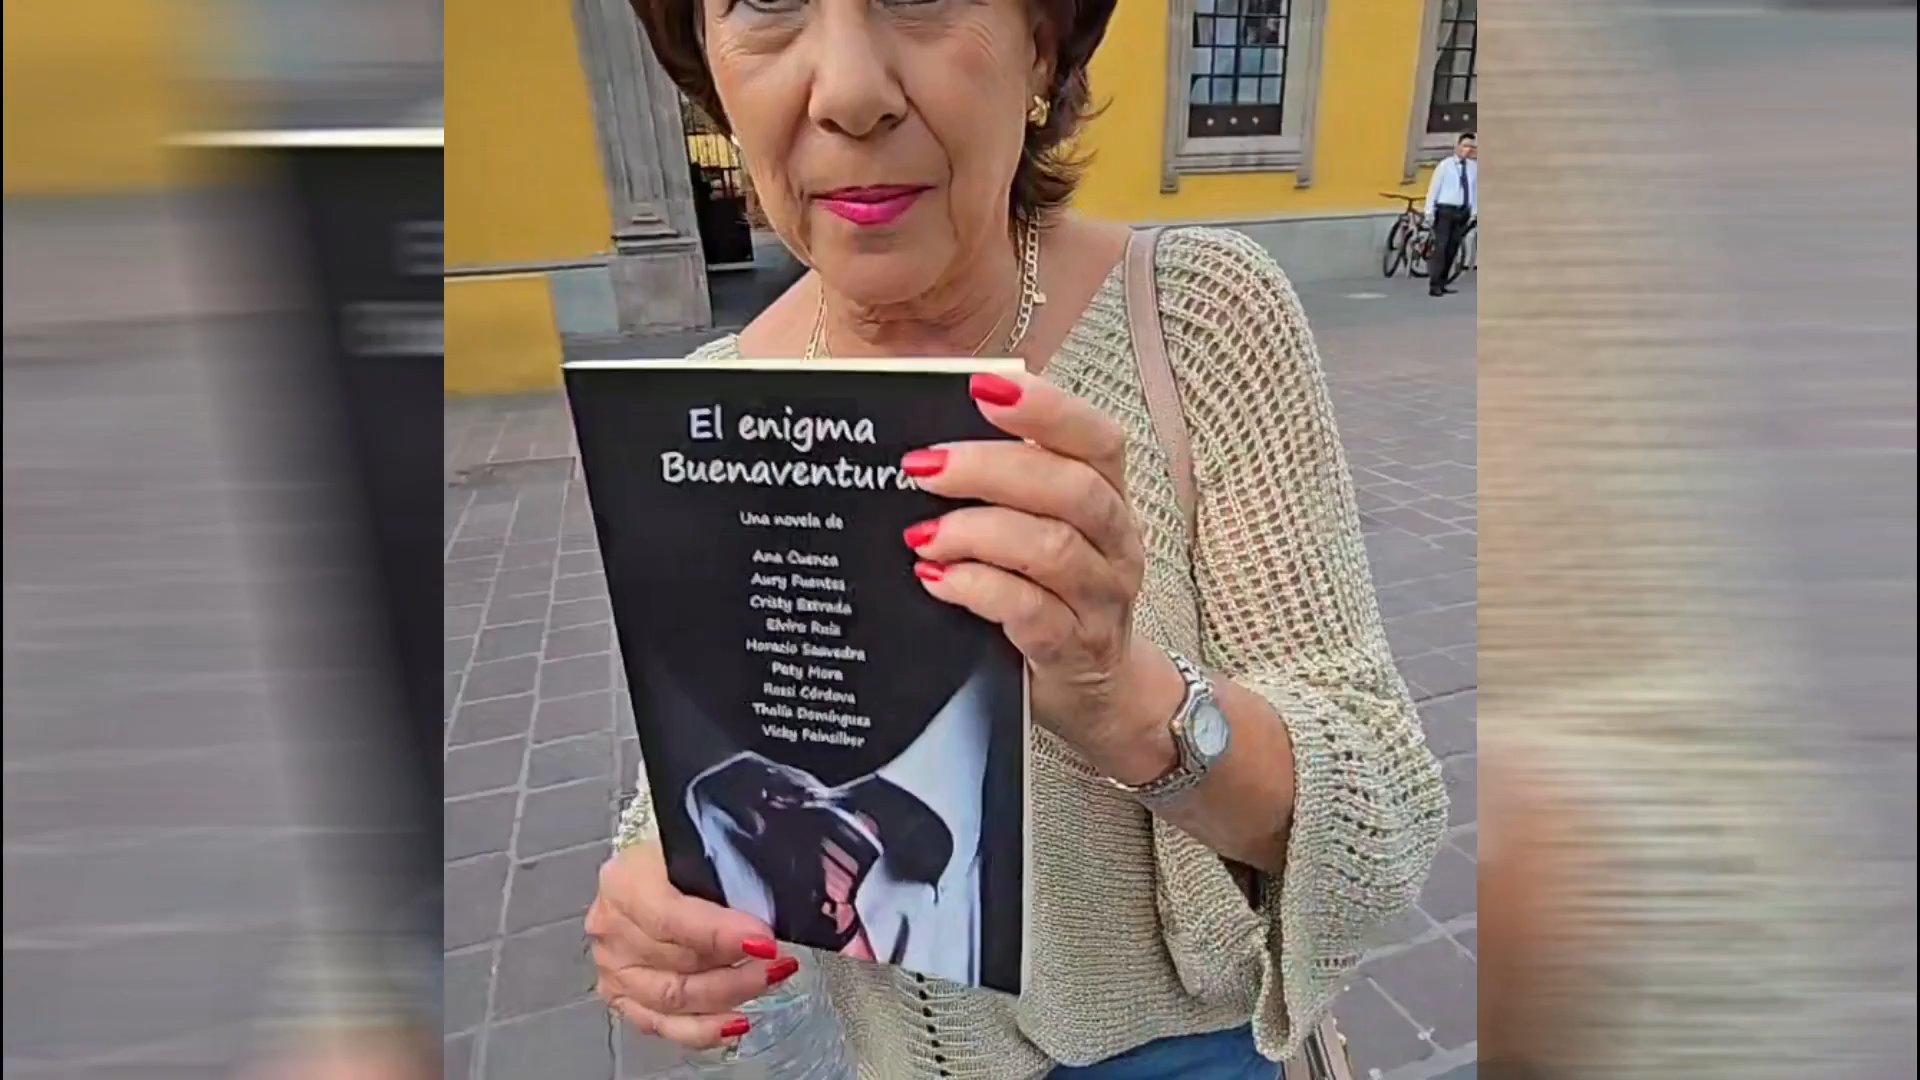 El enigma
Buenaventura
Una novela de
Ana Cuenca
Aury Fuentes
Cristy Estrada
Elvira Ruiz
Horacio Saavedra
Paty Mora
Rossi Córdova
Thalía Domínguez
Vicky Fainsilber